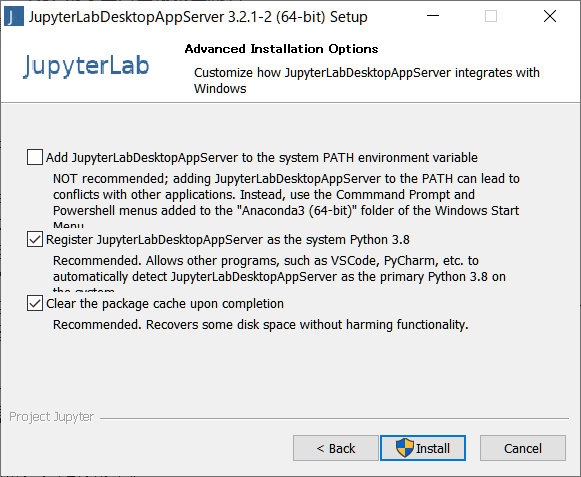 JupyterLabDesktopAppServer 3.2.1-2 (64-bit) Setup
JupyterLab
Advanced Installation Options
Customize how JupyterLabDesktopAppServer integrates with
Windows
Add JupyterLabDesktopAppServer to the system PATH environment variable
NOT recommended; adding JupyterLabDesktopAppServer to the PATH can lead to
conflicts with other applications. Instead, use the Commmand Prompt and
Powershell menus added to the "Anaconda3 (64-bit)" folder of the Windows Start
Menu.
Register JupyterLabDesktopAppServer as the system Python 3.8
Recommended. Allows other programs, such as VSCode, PyCharm, etc. to
automatically detect JupyterLabDesktopAppServer as the primary Python 3.8 on
the system.
Clear the package cache upon completion
Recommended. Recovers some disk space without harming functionality.
Project Jupyter
< Back
Install
Cancel